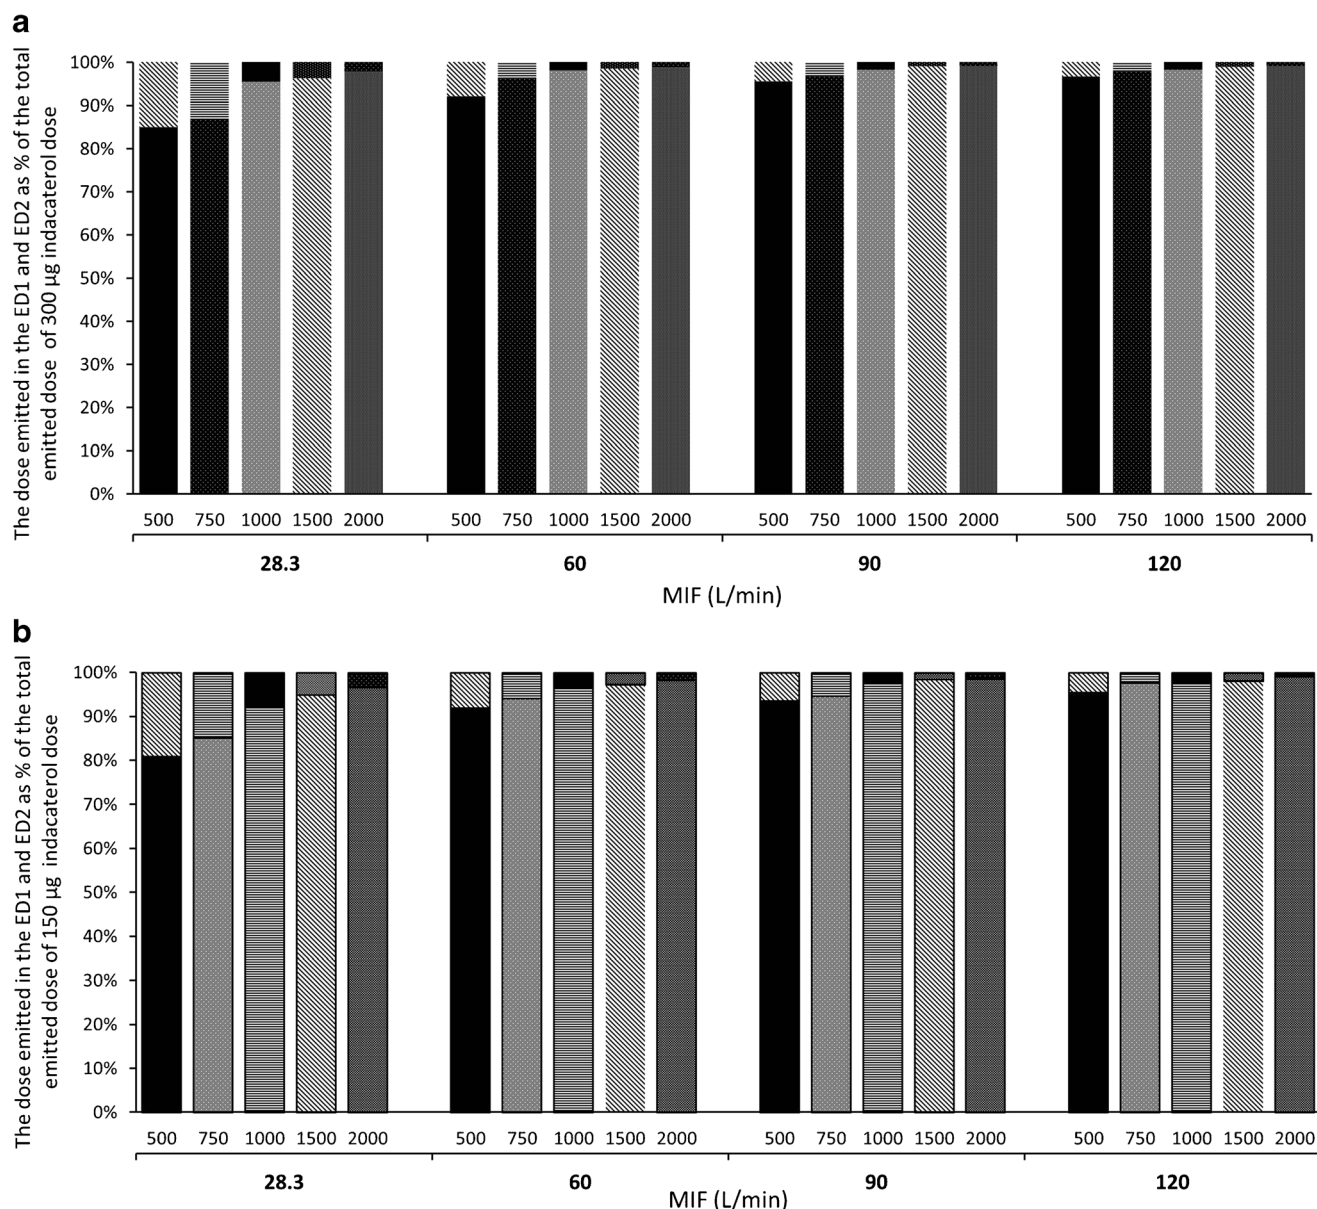 a
The dose emitted in the ED1 and ED2 as % of the total
emitted dose of 300 µg indacaterol dose
100%
90%
80%
70%
60%
50%
40%
30%
20%
10%
0%
500 750 1000 1500 2000 500 750 1000 1500 2000 500 750 1000 1500 2000 500 750 1000 1500 2000
28.3 60 90 120
MIF (L/min)
b
The dose emitted in the ED1 and ED2 as % of the total
emitted dose of 150 µg indacaterol dose
100%
90%
80%
70%
60%
50%
40%
30%
20%
10%
0%
500 750 1000 1500 2000 500 750 1000 1500 2000 500 750 1000 1500 2000 500 750 1000 1500 2000
28.3 60 90 120
MIF (L/min)